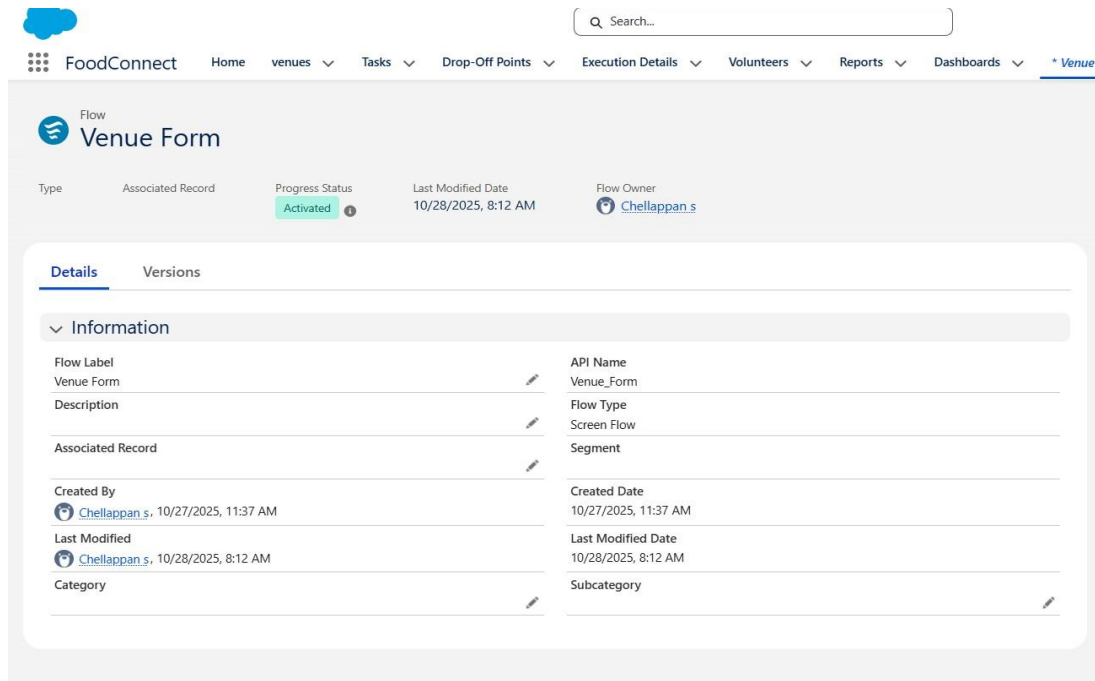 Search...
FoodConnect Home venues Tasks Drop-Off Points Execution Details Volunteers Reports Dashboards * Venue
Flow
Venue Form
Type Associated Record Progress Status Last Modified Date Flow Owner
Activated 10/28/2025, 8:12 AM Chellappan s
Details Versions
Information
Flow Label API Name
Venue Form Venue_Form
Description Flow Type
Screen Flow
Associated Record Segment
Created By Created Date
Chellappan s, 10/27/2025, 11:37 AM 10/27/2025, 11:37 AM
Last Modified Last Modified Date
Chellappan s, 10/28/2025, 8:12 AM 10/28/2025, 8:12 AM
Category Subcategory